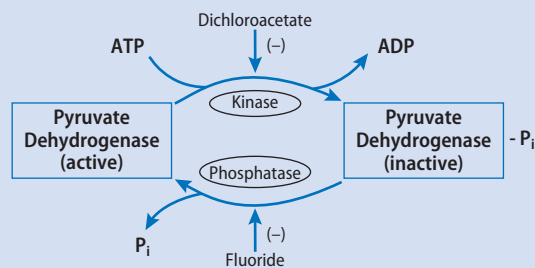 Dichloroacetate
ATP
(–)
ADP
Kinase
Pyruvate
Dehydrogenase
(active)
Pyruvate
Dehydrogenase
(inactive)
- Pi
Phosphatase
Pi
(–)
Fluoride